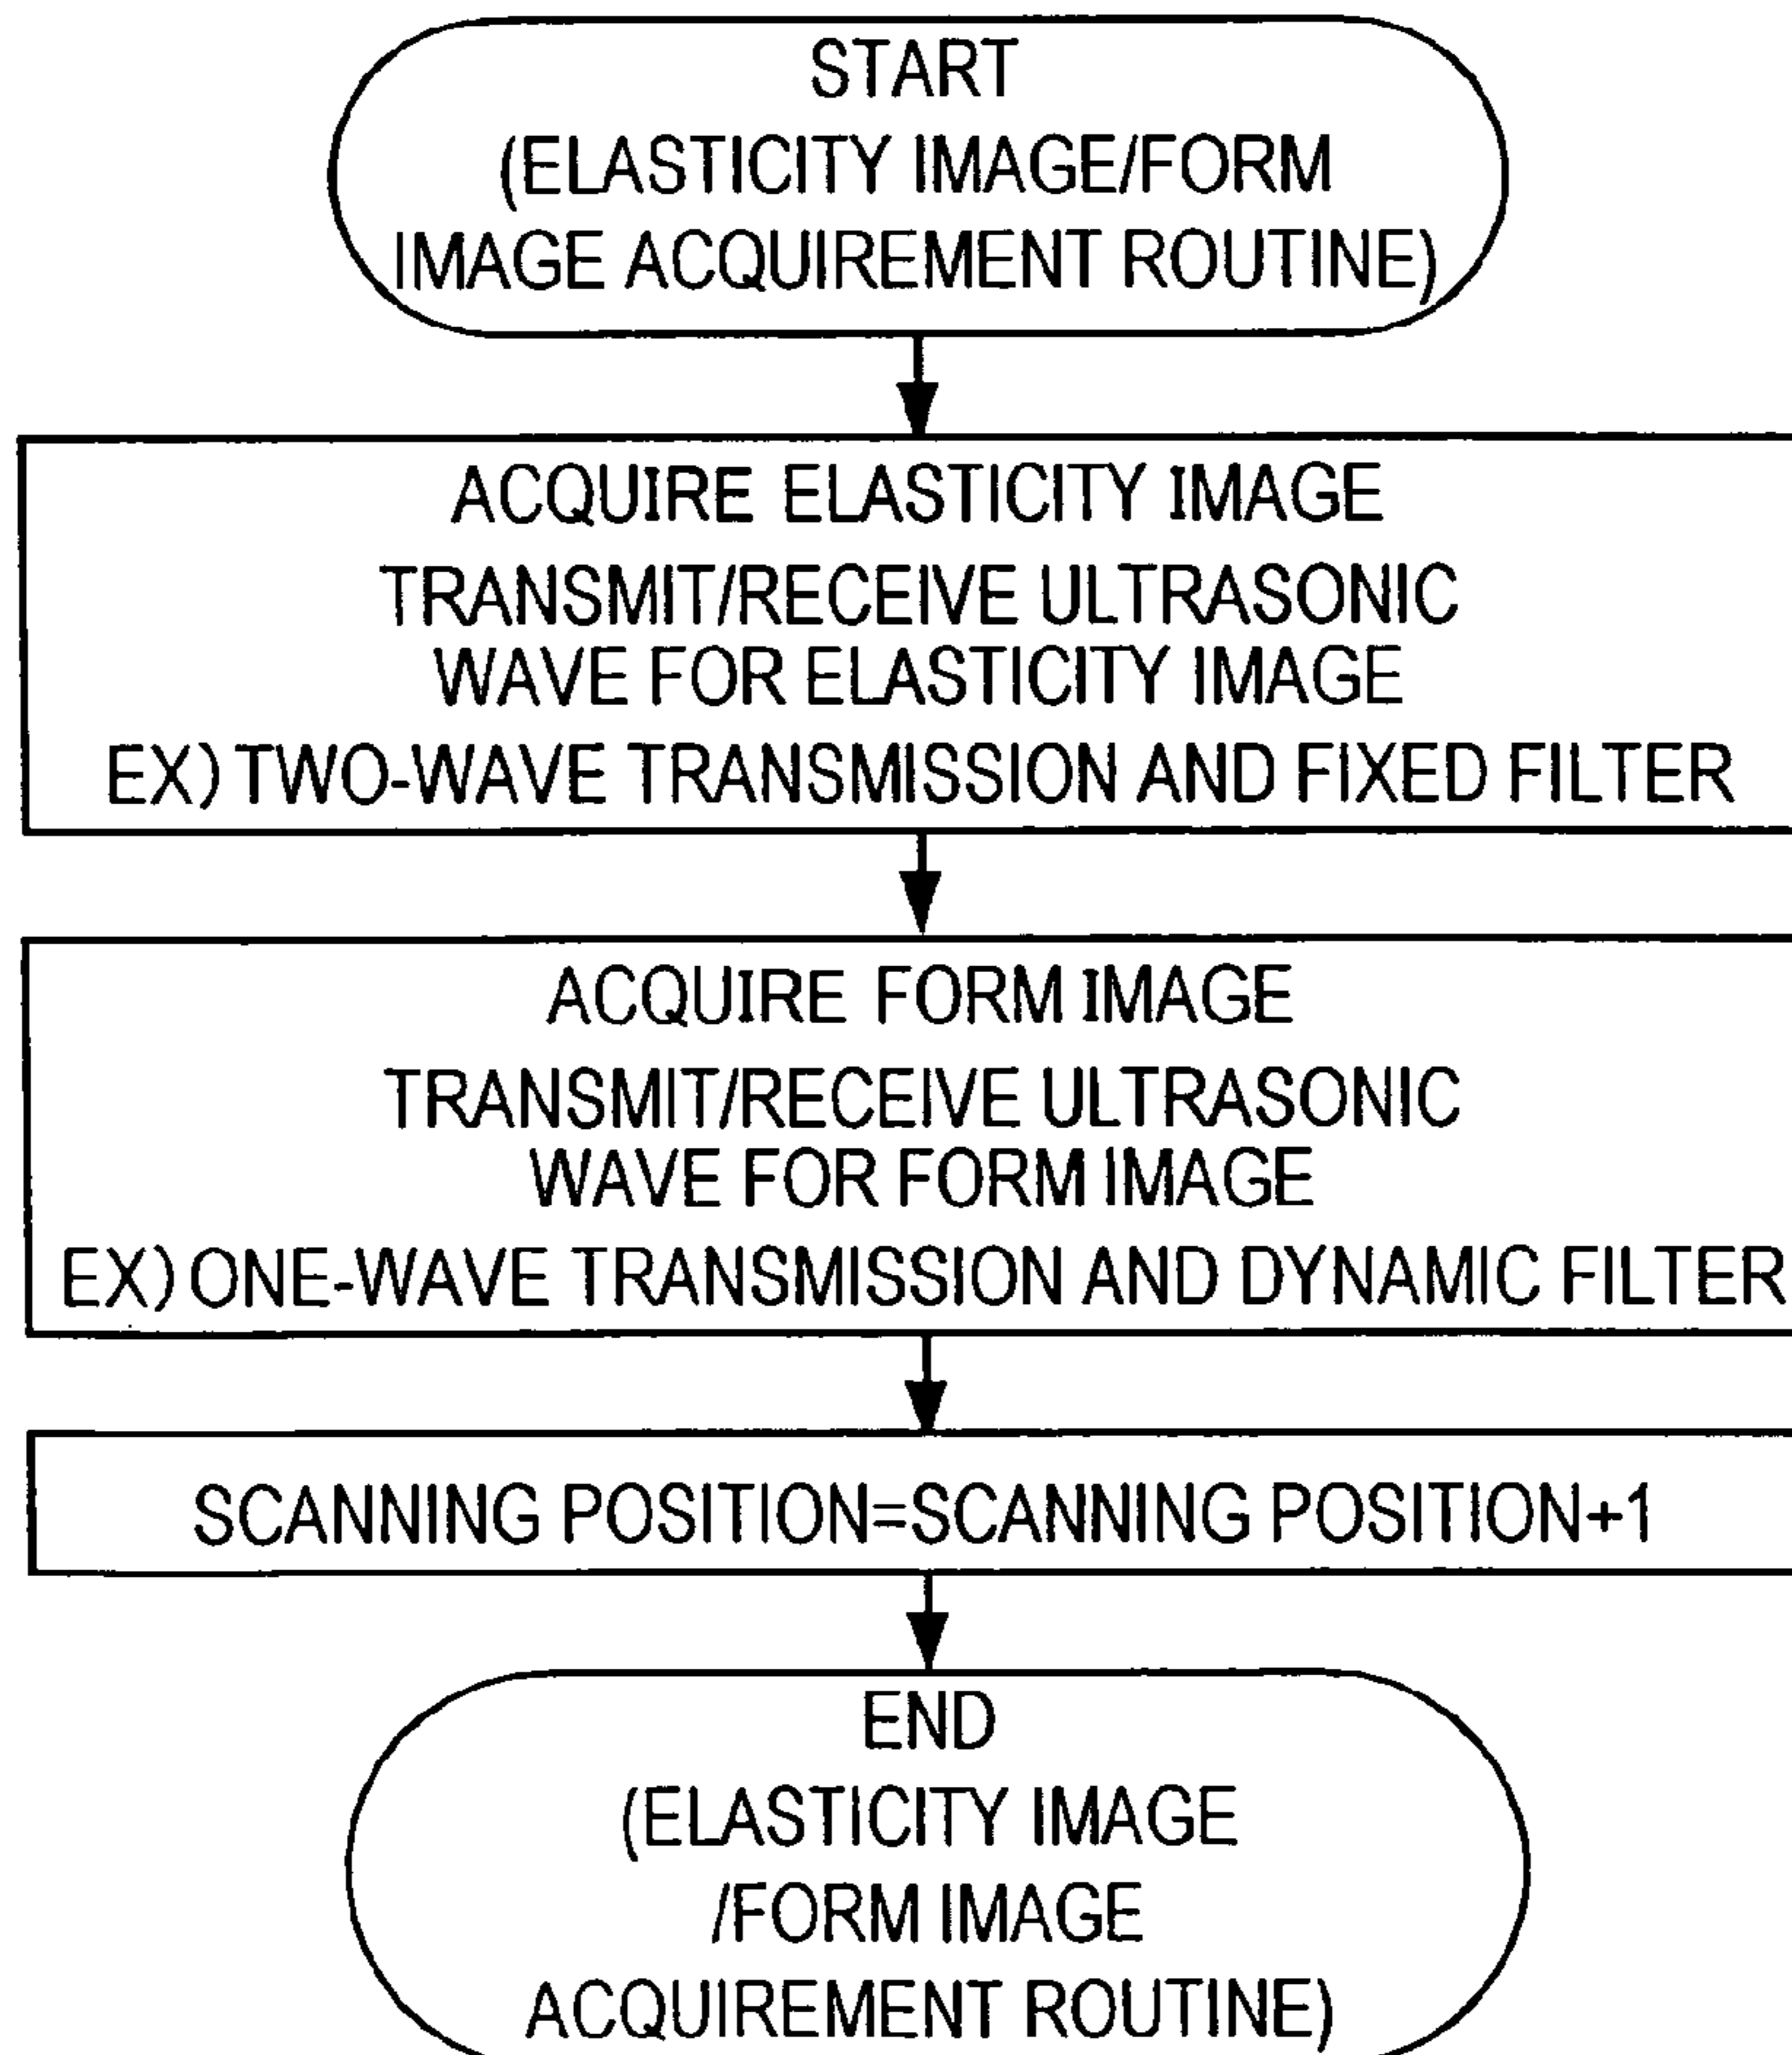 START
(ELASTICITY IMAGE/FORM
IMAGE ACQUIREMENT ROUTINE)
ACQUIRE ELASTICITY IMAGE
TRANSMIT/RECEIVE ULTRASONIC
WAVE FOR ELASTICITY IMAGE
EX) TWO-WAVE TRANSMISSION AND FIXED FILTER
ACQUIRE FORM IMAGE
TRANSMIT/RECEIVE ULTRASONIC
WAVE FOR FORM IMAGE
EX) ONE-WAVE TRANSMISSION AND DYNAMIC FILTER
SCANNING POSITION=SCANNING POSITION+1
END
(ELASTICITY IMAGE
/FORM IMAGE
ACQUIREMENT ROUTINE)